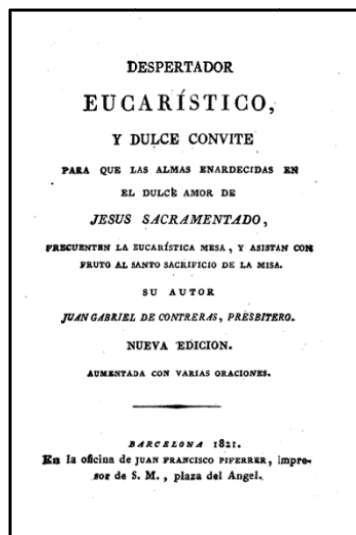 DESPERTADOR
EUCARÍSTICO,
Y DULCE CONVITE
PARA QUE LAS ALMAS ENARDECIDAS EN
EL DULCE AMOR DE
JESUS SACRAMENTADO,
FRECUENTEN LA EUCARÍSTICA MESA, Y ASISTAN CON
FRUTO AL SANTO SACRIFICIO DE LA MISA.
SU AUTOR
JUAN GABRIEL DE CONTRERAS, PRESBITERO.
NUEVA EDICION.
AUMENTADA CON VARIAS ORACIONES.
BARCELONA 1821.
En la oficina de JUAN FRANCISCO PIFERRER, impre-
sor de S. M., plaza del Angel.